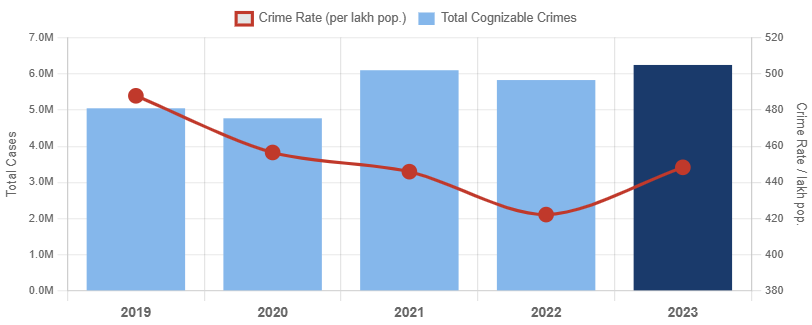 Crime Rate (per lakh pop.) Total Cognizable Crimes
7.0M 520
6.0M 500
5.0M 480
4.0M 460
3.0M 440
2.0M 420
1.0M 400
0.0M 380
Total Cases
Crime Rate / lakh pop.
2019 2020 2021 2022 2023